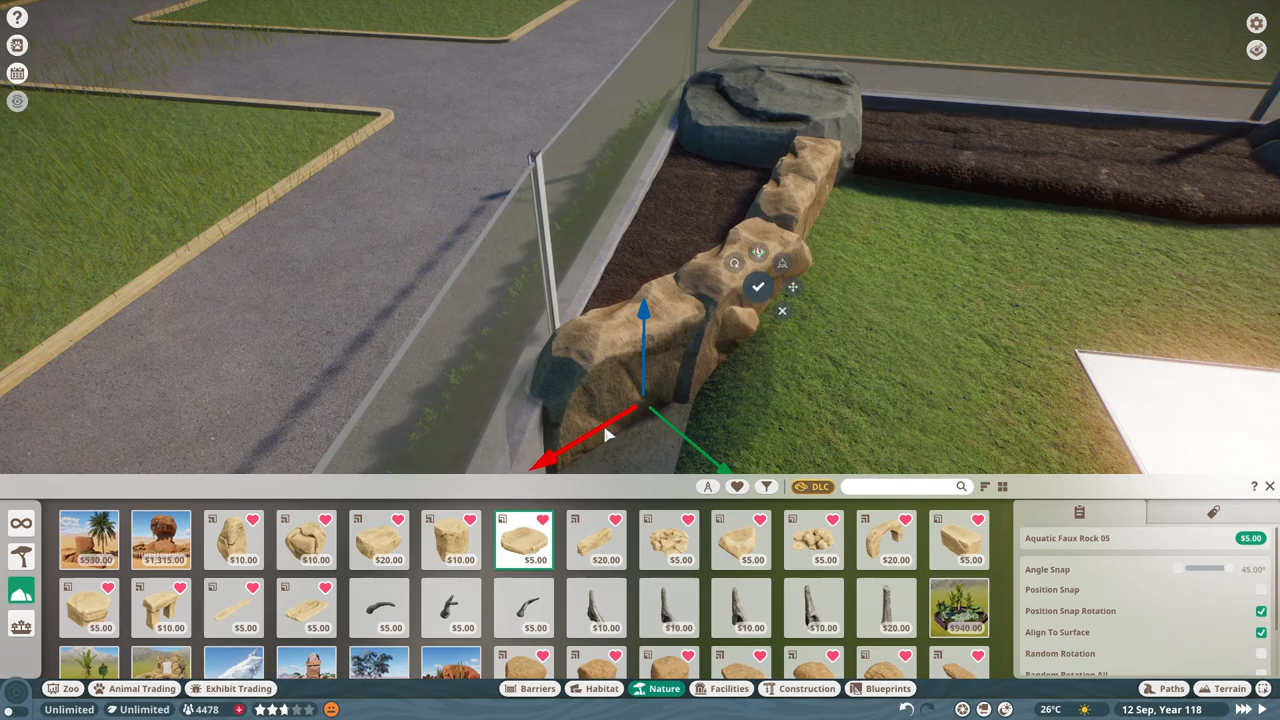 ?
DLC
? ×
$530.00 $1,315.00 $10.00 $10.00 $20.00 $10.00 $5.00 $20.00 $5.00 $5.00 $5.00 $20.00 $5.00
$5.00 $10.00 $5.00 $5.00 $5.00 $5.00 $5.00 $10.00 $10.00 $10.00 $10.00 $20.00 $940.00
Aquatic Faux Rock 05 $5.00
Angle Snap 45.00°
Position Snap
Position Snap Rotation
Align To Surface
Random Rotation
Random Rotation All
Zoo Animal Trading Exhibit Trading Barriers Habitat Nature Facilities Construction Blueprints Paths Terrain
Unlimited Unlimited 4478 26°C 12 Sep, Year 118